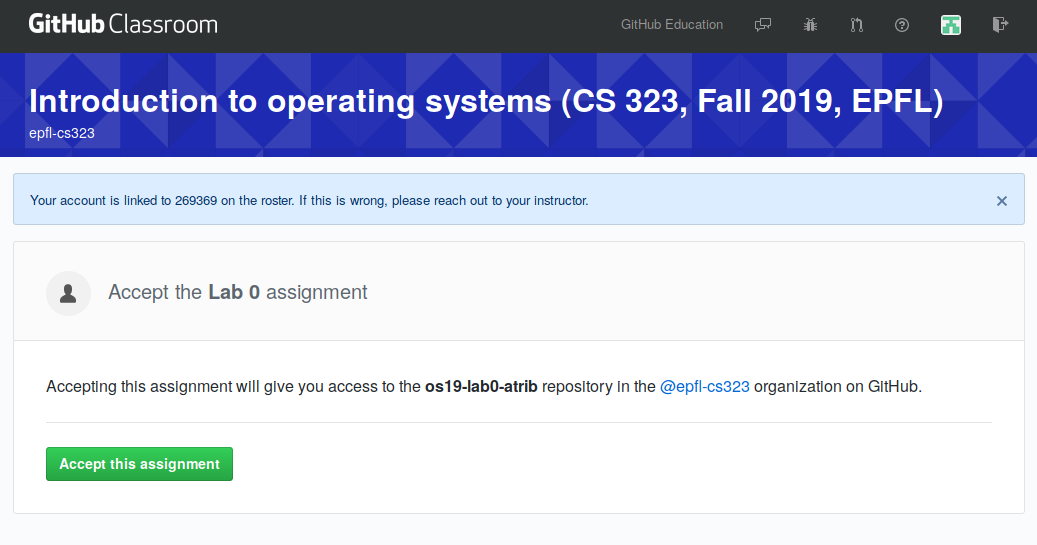 GitHub Classroom
GitHub Education
Introduction to operating systems (CS 323, Fall 2019, EPFL)
epfl-cs323
Your account is linked to 269369 on the roster. If this is wrong, please reach out to your instructor.
Accept the Lab 0 assignment
Accepting this assignment will give you access to the os19-lab0-atrib repository in the @epfl-cs323 organization on GitHub.
Accept this assignment